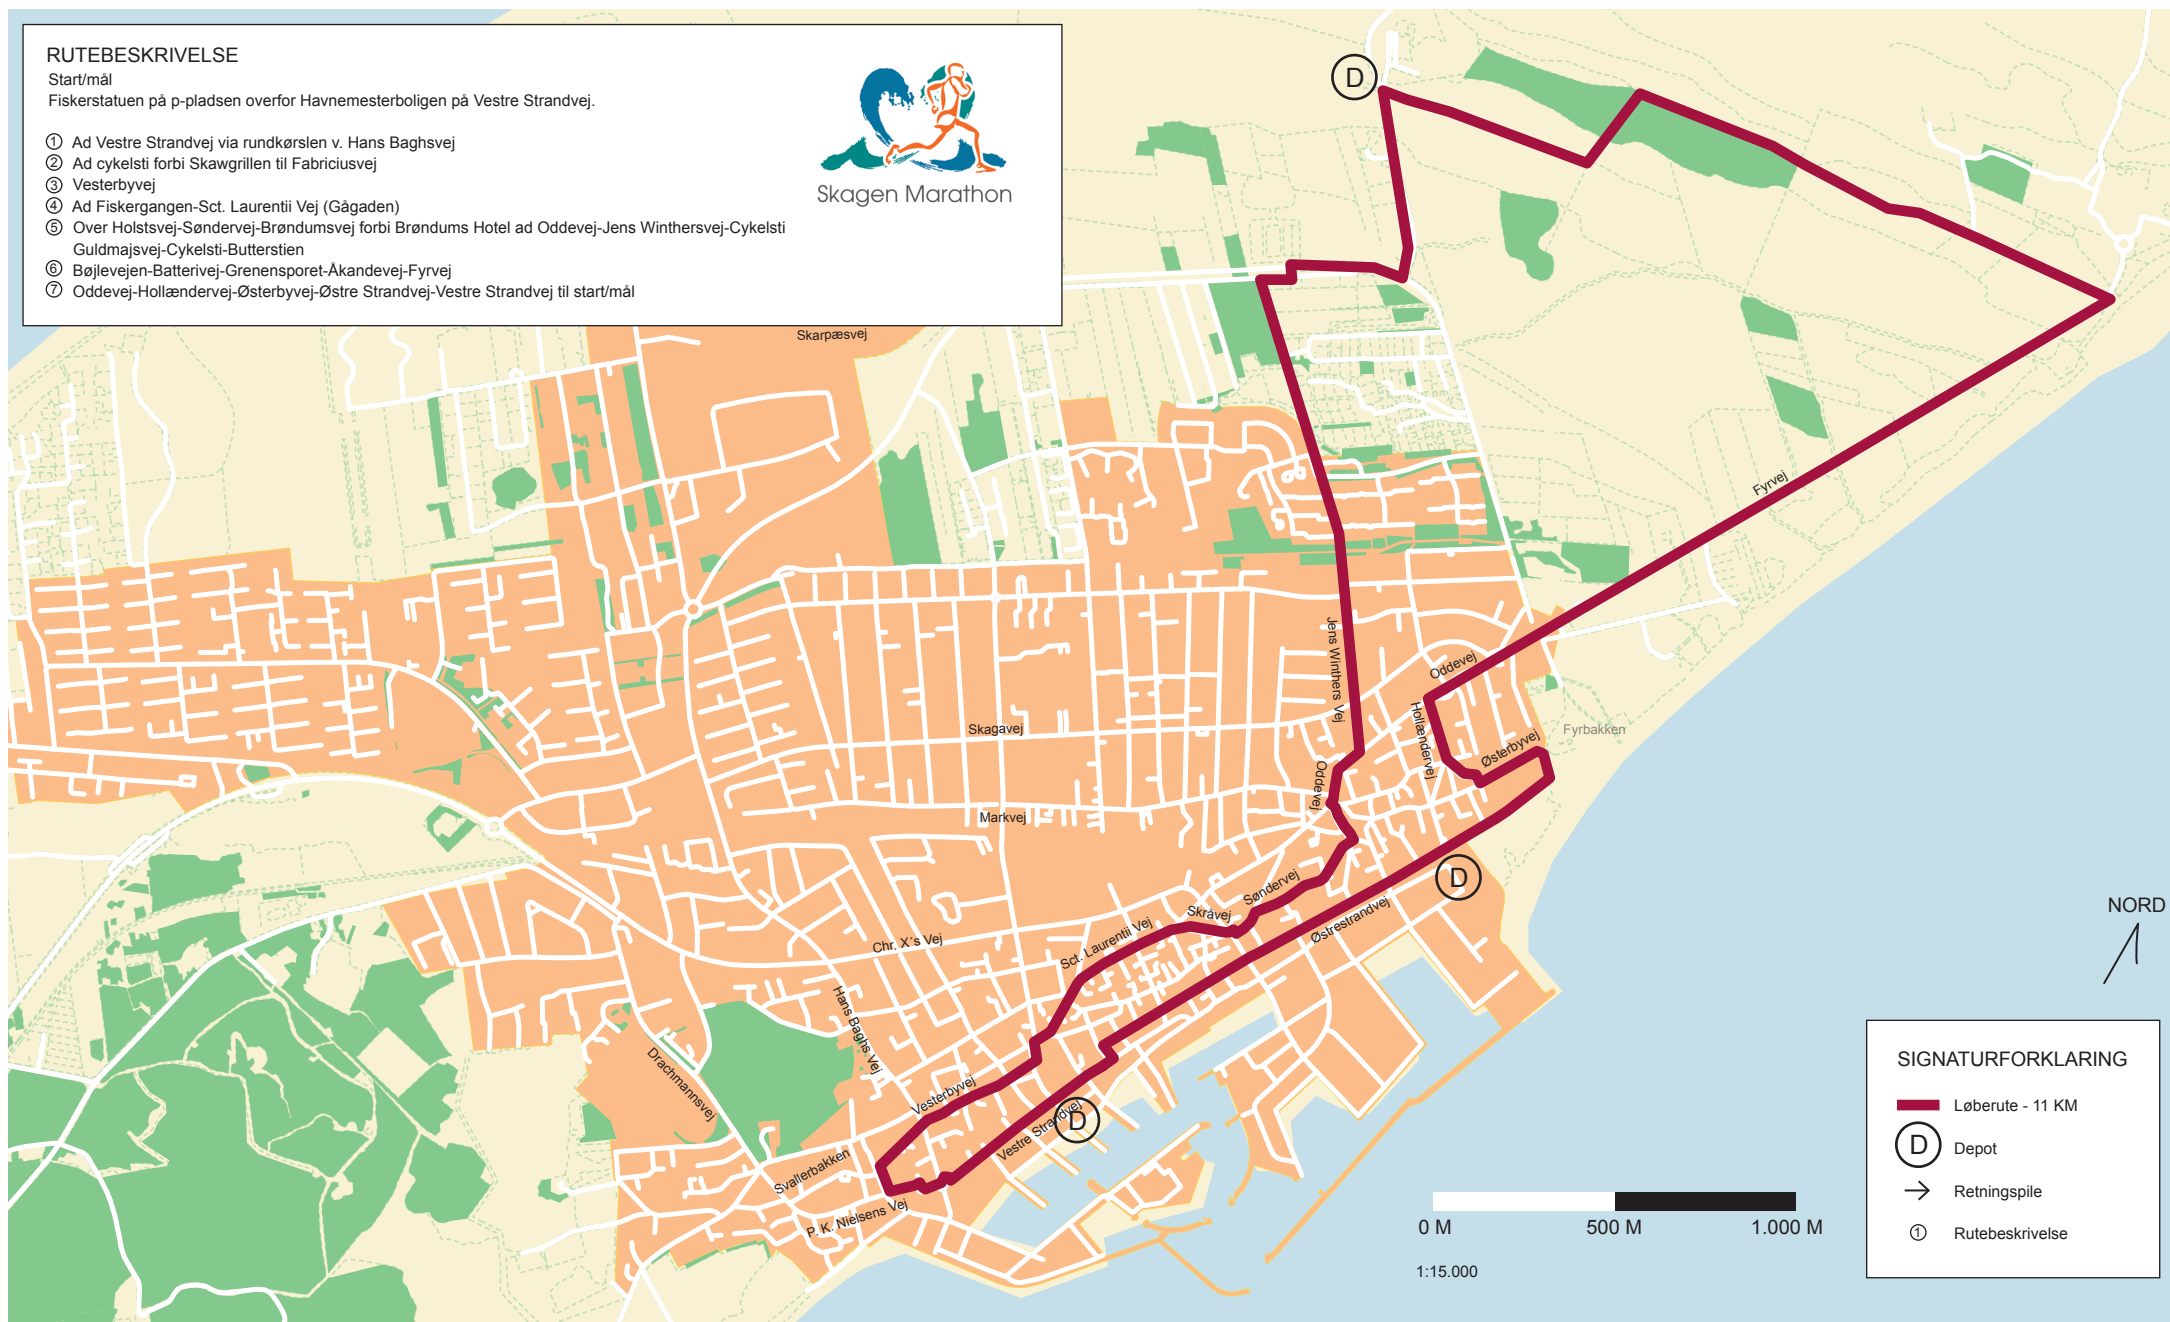 RUTEBESKRIVELSE
Start/mål
Fiskerstatuen på p-pladsen overfor Havnemesterboligen på Vestre Strandvej.
① Ad Vestre Strandvej via rundkørslen v. Hans Baghsvej
② Ad cykelsti forbi Skawgrillen til Fabriciusvej
③ Vesterbyvej
④ Ad Fiskergangen-Sct. Laurentii Vej (Gågaden)
⑤ Over Holstsvej-Søndervej-Brøndumsvej forbi Brøndums Hotel ad Oddevej-Jens Winthersvej-Cykelsti
Guldmajsvej-Cykelsti-Butterstien
⑥ Bøjlevejen-Batterivej-Grenensporet-Åkandevej-Fyrvej
⑦ Oddevej-Hollændervej-Østerbyvej-Østre Strandvej-Vestre Strandvej til start/mål
Skagen Marathon
D
Skarpæsvej
Fyrvej
Jens Winthers Vej
Oddevej
Skagavej
Hollændervej
Fyrbakken
Østerbyvej
Oddevej
Markvej
D
Søndervej
Skråvej
Østrestrandvej
Sct. Laurentii Vej
Chr. X´s Vej
Hans Baghs Vej
Drachmannsvej
Vesterbyvej
Vestre Strandvej
D
Svallerbakken
P. K. Nielsens Vej
NORD
SIGNATURFORKLARING
Løberute - 11 KM
D Depot
Retningspile
① Rutebeskrivelse
0 M 500 M 1.000 M
1:15.000